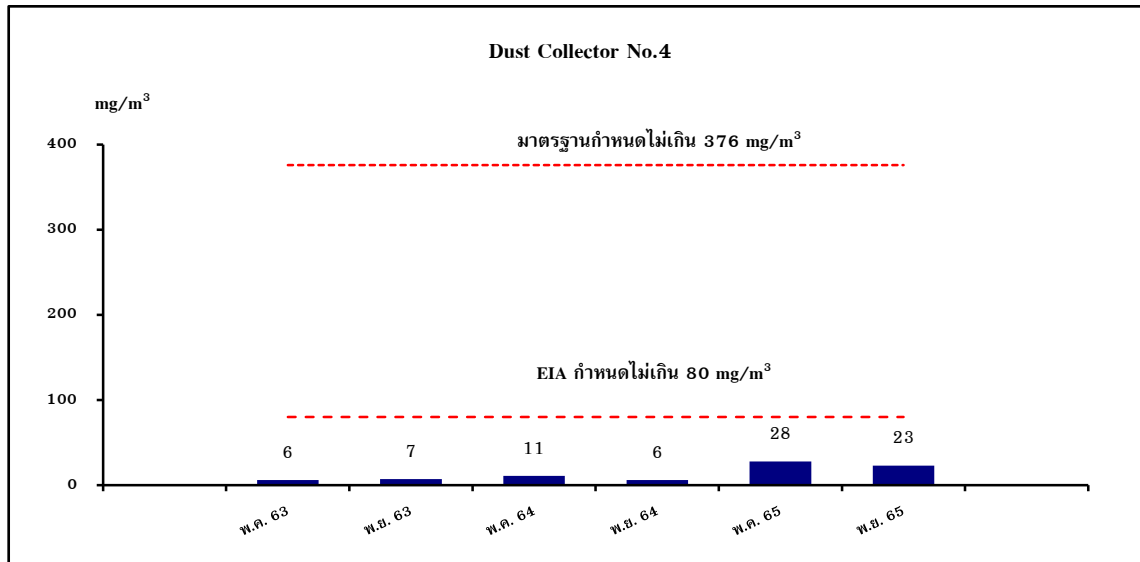 Dust Collector No.4
mg/m³
400
มาตรฐานกำหนดไม่เกิน 376 mg/m³
300
200
EIA กำหนดไม่เกิน 80 mg/m³
100
6 7 11 6 28 23
0
พ.ค. 63 พ.ย. 63 พ.ค. 64 พ.ย. 64 พ.ค. 65 พ.ย. 65